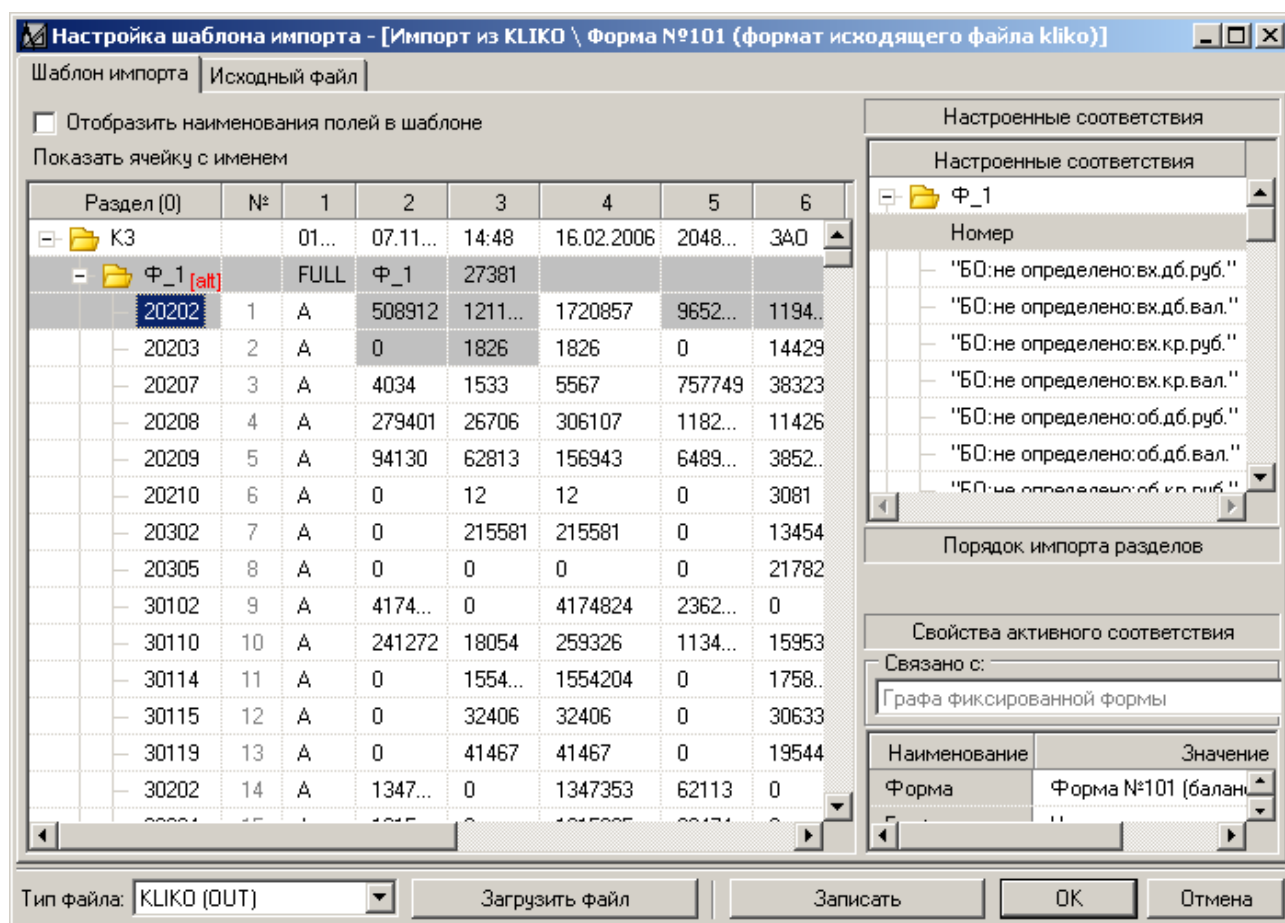 Настройка шаблона импорта - [Импорт из KLIKO \ Форма №101 (формат исходящего файла kliko)]
Шаблон импорта Исходный файл
Отобразить наименования полей в шаблоне
Показать ячейку с именем
Раздел (0) № 1 2 3 4 5 6
К3 01... 07.11... 14:48 16.02.2006 2048... ЗАО
Ф_1 [alt] FULL Ф_1 27381
20202 1 А 508912 1211... 1720857 9652... 1194..
20203 2 А 0 1826 1826 0 14429
20207 3 А 4034 1533 5567 757749 38323
20208 4 А 279401 26706 306107 1182... 11426
20209 5 А 94130 62813 156943 6489... 3852..
20210 6 А 0 12 12 0 3081
20302 7 А 0 215581 215581 0 13454
20305 8 А 0 0 0 0 21782
30102 9 А 4174... 0 4174824 2362... 0
30110 10 А 241272 18054 259326 1134... 15953
30114 11 А 0 1554... 1554204 0 1758..
30115 12 А 0 32406 32406 0 30633
30119 13 А 0 41467 41467 0 19544
30202 14 А 1347... 0 1347353 62113 0
Настроенные соответствия
Настроенные соответствия
Ф_1
Номер
"БО:не определено:вх.дб.руб."
"БО:не определено:вх.дб.вал."
"БО:не определено:вх.кр.руб."
"БО:не определено:вх.кр.вал."
"БО:не определено:об.дб.руб."
"БО:не определено:об.дб.вал."
"БО:не определено:об.кр.руб."
Порядок импорта разделов
Свойства активного соответствия
Связано с:
Графа фиксированной формы
Наименование Значение
Форма Форма №101 (балан
Тип файла: KLIKO (OUT) Загрузить файл Записать OK Отмена